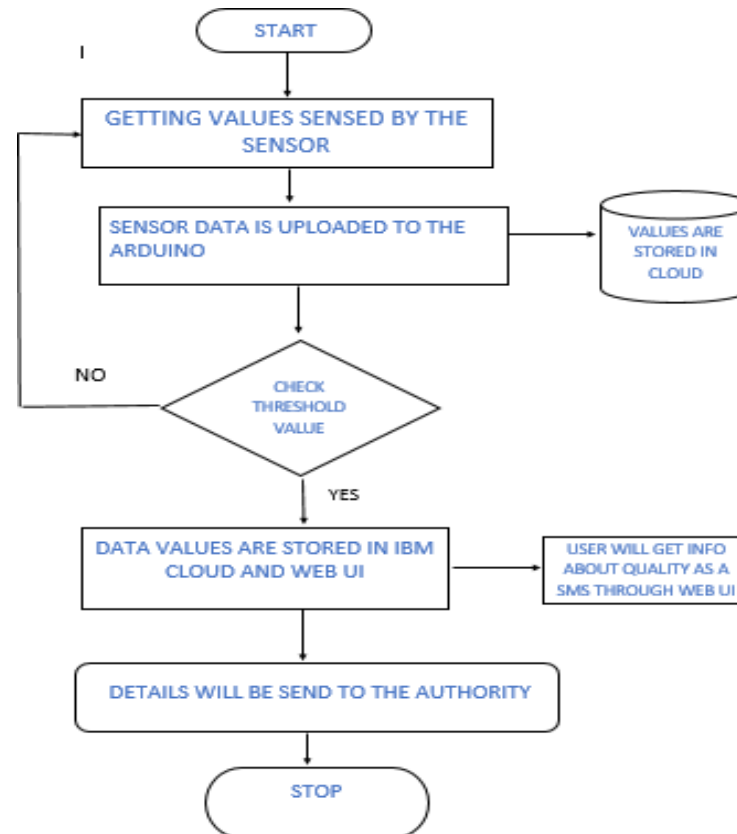 START
I
GETTING VALUES SENSED BY THE
SENSOR
SENSOR DATA IS UPLOADED TO THE
ARDUINO
VALUES ARE
STORED IN
CLOUD
NO
CHECK
THRESHOLD
VALUE
YES
DATA VALUES ARE STORED IN IBM
CLOUD AND WEB UI
USER WILL GET INFO
ABOUT QUALITY AS A
SMS THROUGH WEB UI
DETAILS WILL BE SEND TO THE AUTHORITY
STOP